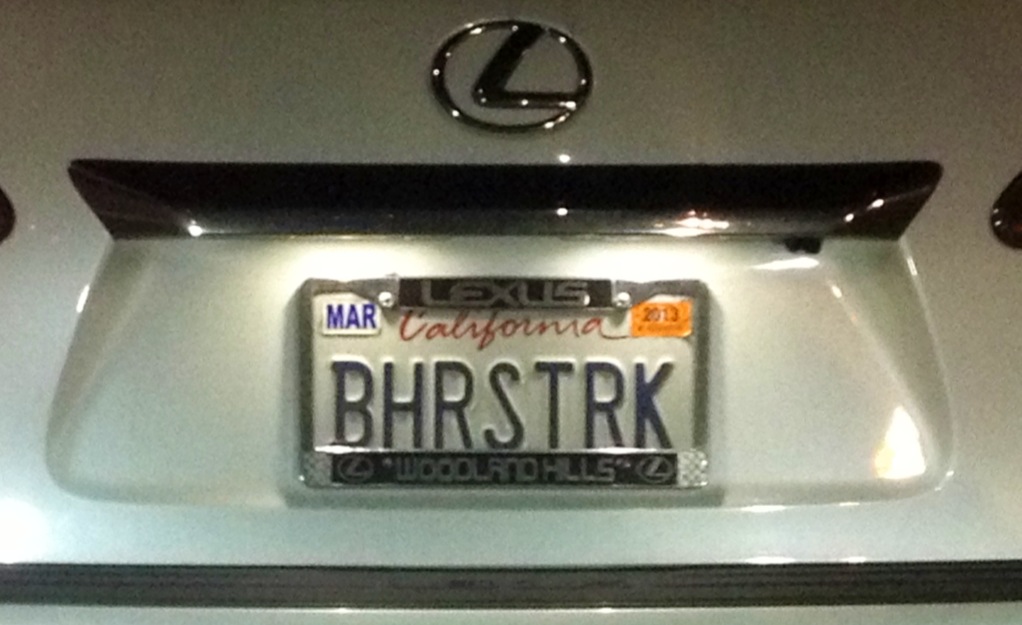 LEXUS
MAR California 2013
BHRSTRK
"WOODLAND HILLS"